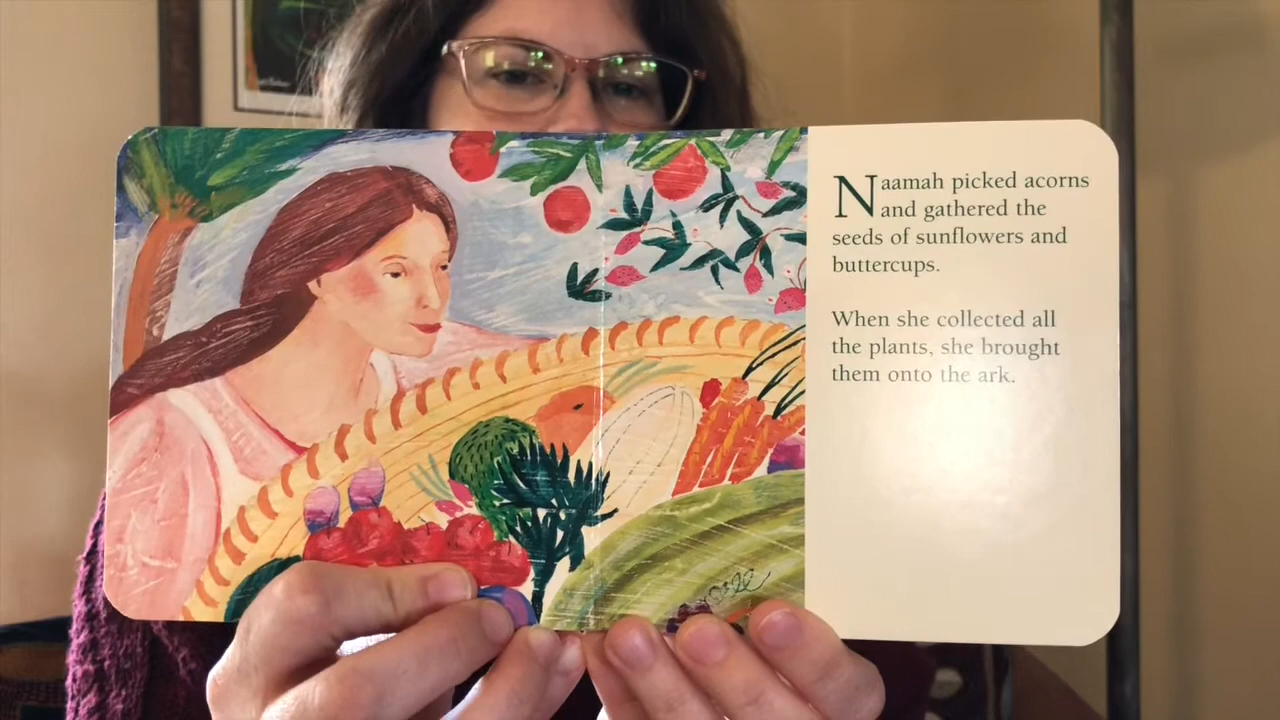 Naamah picked acorns
and gathered the
seeds of sunflowers and
buttercups.
When she collected all
the plants, she brought
them onto the ark.